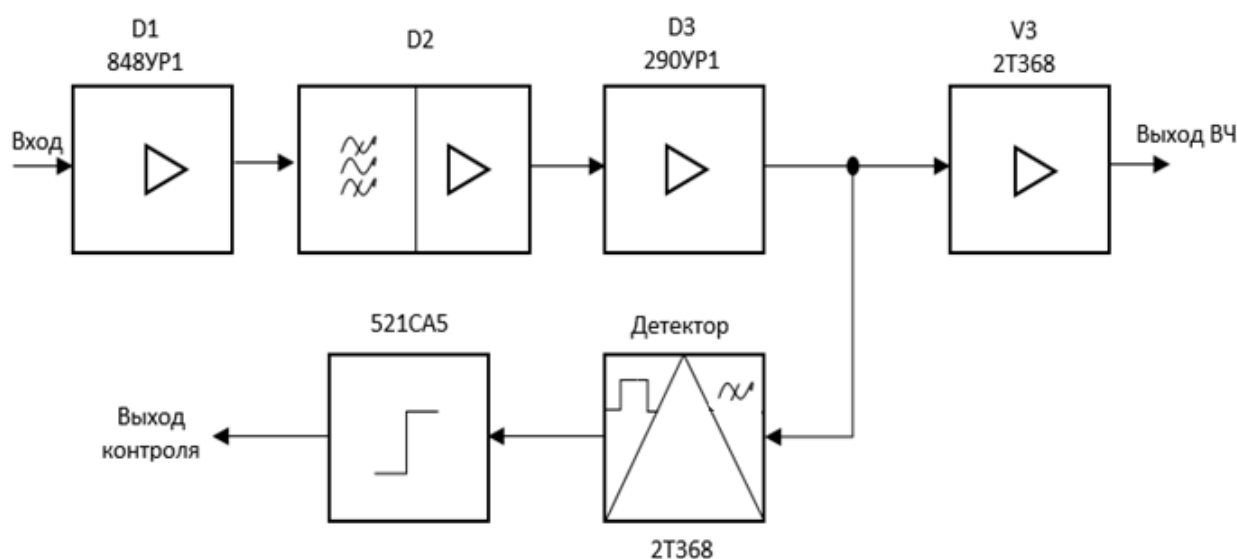 D1
848УР1
D2
D3
290УР1
V3
2Т368
Вход
Выход ВЧ
521СА5
Детектор
Выход
контроля
2Т368